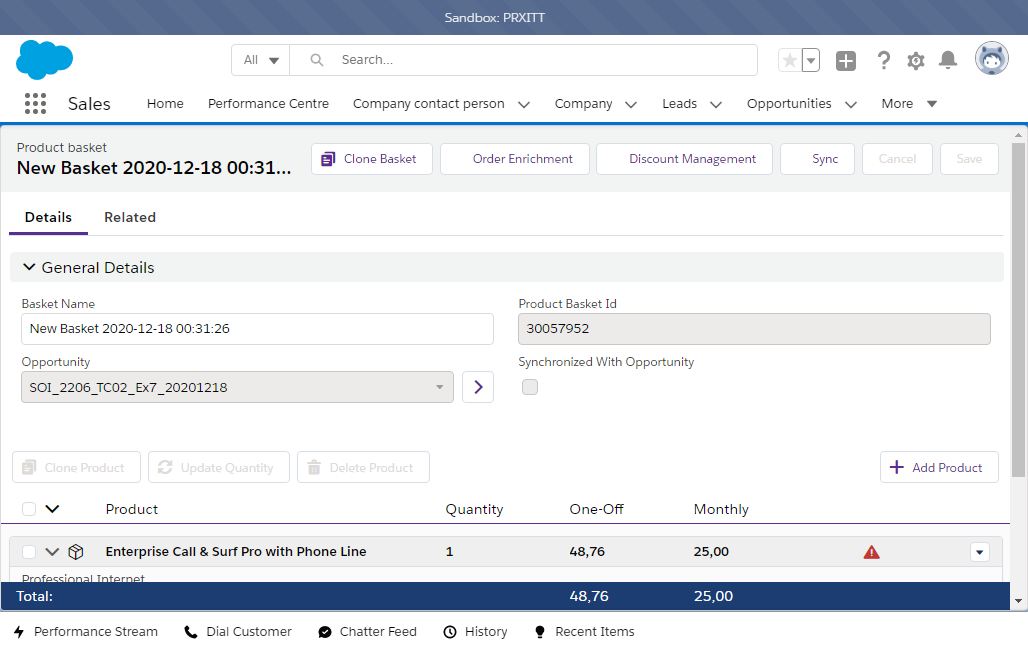 Sandbox: PRXITT
All
Search...
Sales
Home
Performance Centre
Company contact person
Company
Leads
Opportunities
More
Product basket
New Basket 2020-12-18 00:31...
Clone Basket
Order Enrichment
Discount Management
Sync
Cancel
Save
Details
Related
General Details
Basket Name
Product Basket Id
New Basket 2020-12-18 00:31:26
30057952
Opportunity
Synchronized With Opportunity
SOI_2206_TC02_Ex7_20201218
Clone Product
Update Quantity
Delete Product
Add Product
Product Quantity One-Off Monthly
Enterprise Call & Surf Pro with Phone Line 1 48,76 25,00
Professional Internet
Total: 48,76 25,00
Performance Stream
Dial Customer
Chatter Feed
History
Recent Items